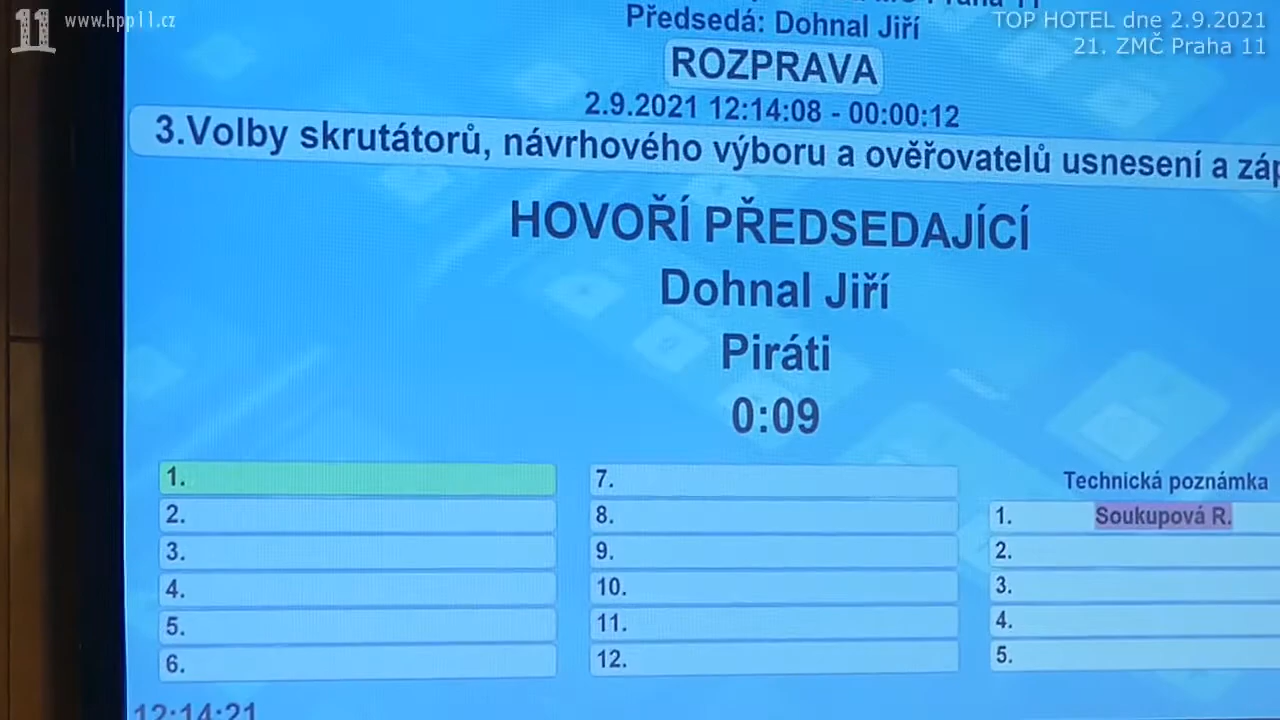 11 www.hpp11.cz
TOP HOTEL dne 2.9.2021
21. ZMČ Praha 11
Předsedá: Dohnal Jiří
ROZPRAVA
2.9.2021 12:14:08 - 00:00:12
3.Volby skrutátorů, návrhového výboru a ověřovatelů usnesení a záp
HOVOŘÍ PŘEDSEDAJÍCÍ
Dohnal Jiří
Piráti
0:09
1.
2.
3.
4.
5.
6.
7.
8.
9.
10.
11.
12.
Technická poznámka
1. Soukupová R.
2.
3.
4.
5.
12:14:21